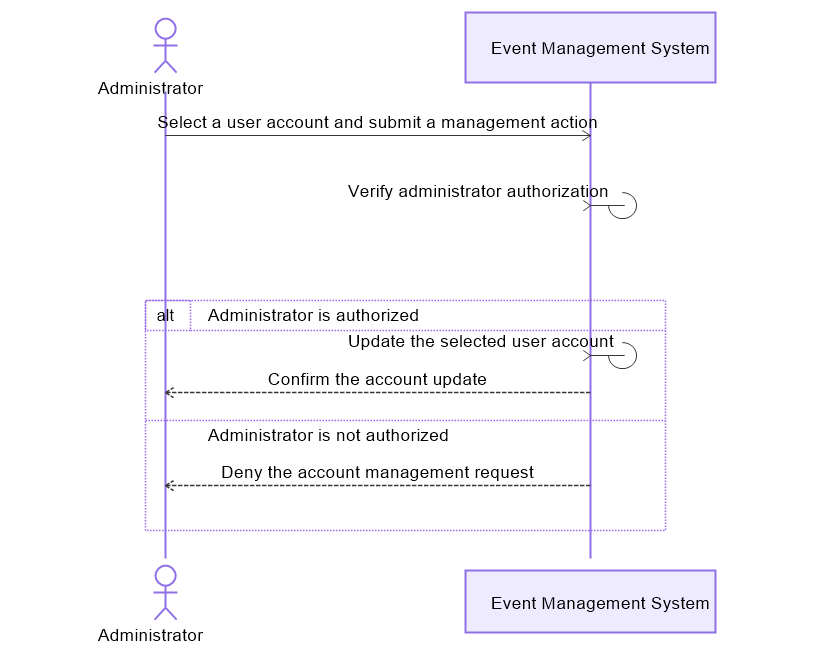 Event Management System
Administrator
Select a user account and submit a management action
Verify administrator authorization
alt
Administrator is authorized
Update the selected user account
Confirm the account update
Administrator is not authorized
Deny the account management request
Event Management System
Administrator